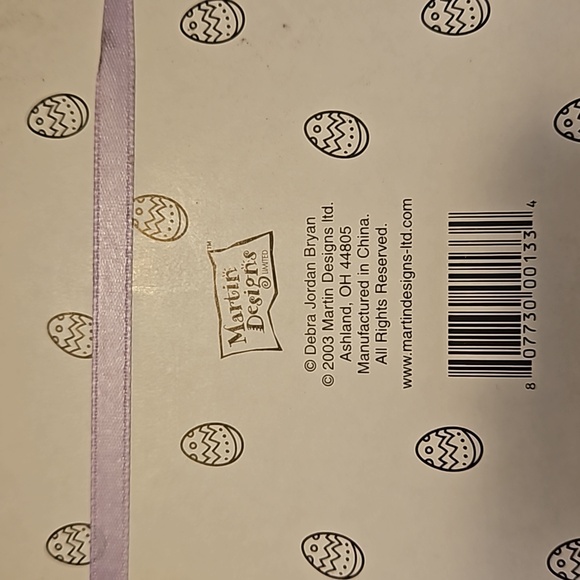 Martin™
Designs
LIMITED
© Debra Jordan Bryan
© 2003 Martin Designs ltd.
Ashland, OH 44805
Manufactured in China.
All Rights Reserved.
www.martindesigns-ltd.com
8 07730 00133 4